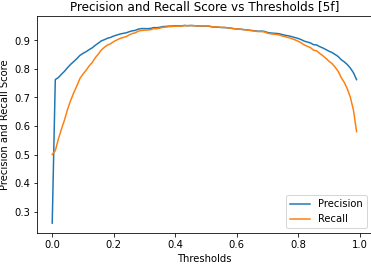 Precision and Recall Score vs Thresholds [5f]
Precision and Recall Score
0.9
0.8
0.7
0.6
0.5
0.4
0.3
Precision
Recall
0.0 0.2 0.4 0.6 0.8 1.0
Thresholds